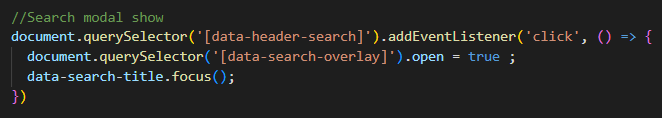 //Search modal show
document.querySelector('[data-header-search]').addEventListener('click', () => {
  document.querySelector('[data-search-overlay]').open = true ;
  data-search-title.focus();
})